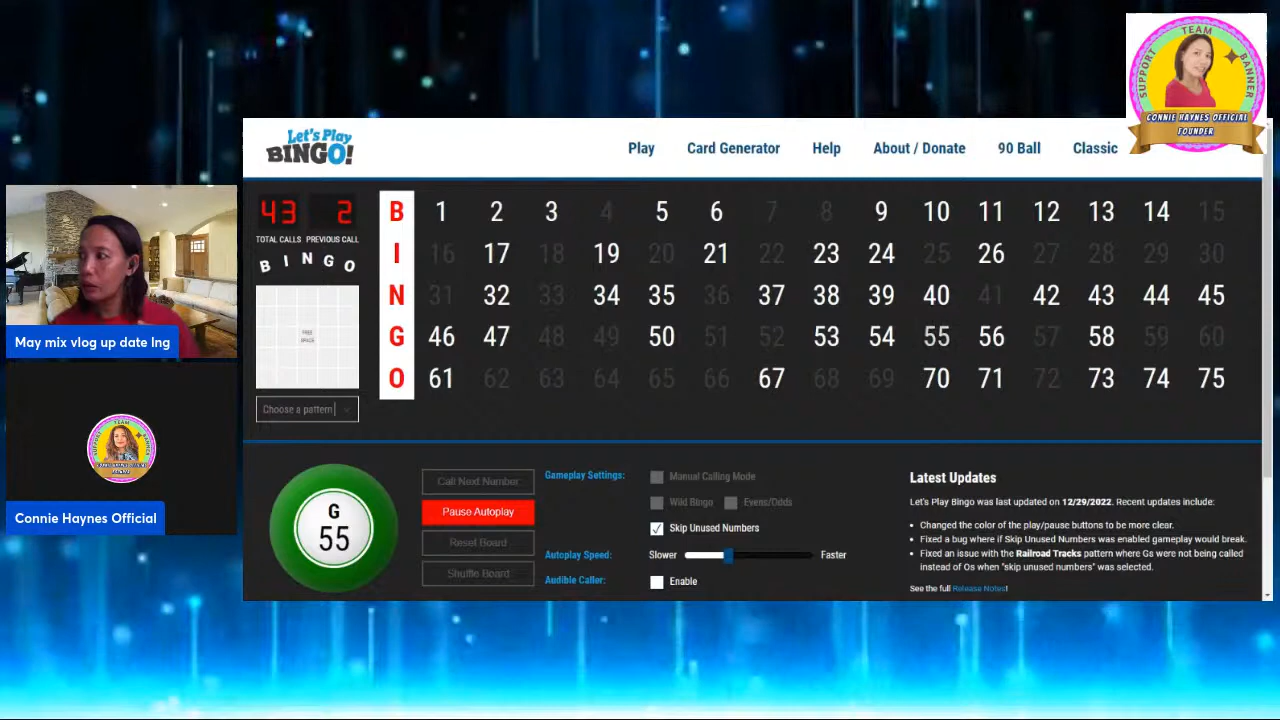 SUPPORT TEAM BANNER
CONNIE HAYNES OFFICIAL
FOUNDER
Let's Play
BINGO!
Play Card Generator Help About / Donate 90 Ball Classic
43 2
TOTAL CALLS PREVIOUS CALL
BINGO
FREE
SPACE
Choose a pattern
B 1 2 3 4 5 6 7 8 9 10 11 12 13 14 15
I 16 17 18 19 20 21 22 23 24 25 26 27 28 29 30
N 31 32 33 34 35 36 37 38 39 40 41 42 43 44 45
G 46 47 48 49 50 51 52 53 54 55 56 57 58 59 60
O 61 62 63 64 65 66 67 68 69 70 71 72 73 74 75
May mix vlog up date lng
Connie Haynes Official
G
55
Call Next Number
Pause Autoplay
Reset Board
Shuffle Board
Gameplay Settings: Manual Calling Mode
Wild Bingo Evens/Odds
Skip Unused Numbers
Autoplay Speed: Slower Faster
Audible Caller: Enable
Latest Updates
Let's Play Bingo was last updated on 12/29/2022. Recent updates include:
Changed the color of the play/pause buttons to be more clear.
Fixed a bug where if Skip Unused Numbers was enabled gameplay would break.
Fixed an issue with the Railroad Tracks pattern where Gs were not being called
instead of Os when "skip unused numbers" was selected.
See the full Release Notes!